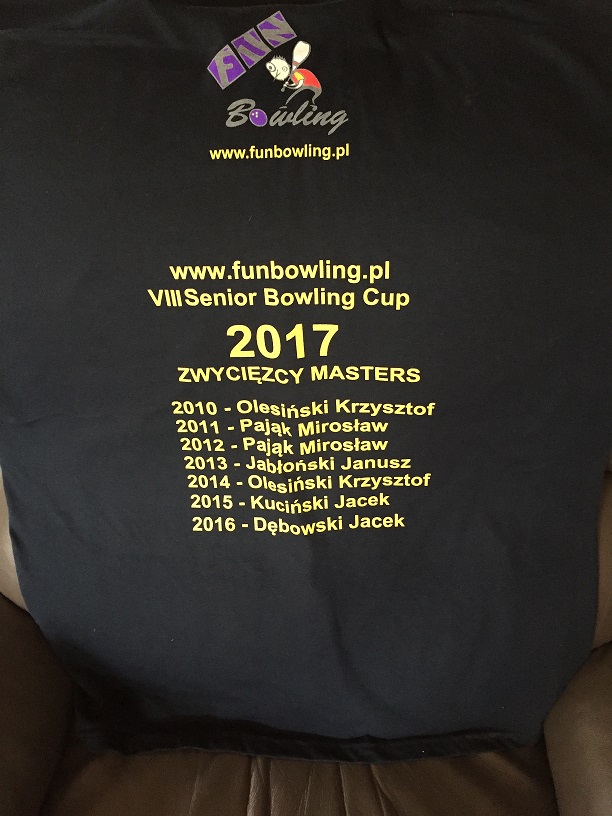 FUN
Bowling
www.funbowling.pl
www.funbowling.pl
VIII Senior Bowling Cup
2017
ZWYCIĘZCY MASTERS
2010 - Olesiński Krzysztof
2011 - Pająk Mirosław
2012 - Pająk Mirosław
2013 - Jabłoński Janusz
2014 - Olesiński Krzysztof
2015 - Kuciński Jacek
2016 - Dębowski Jacek